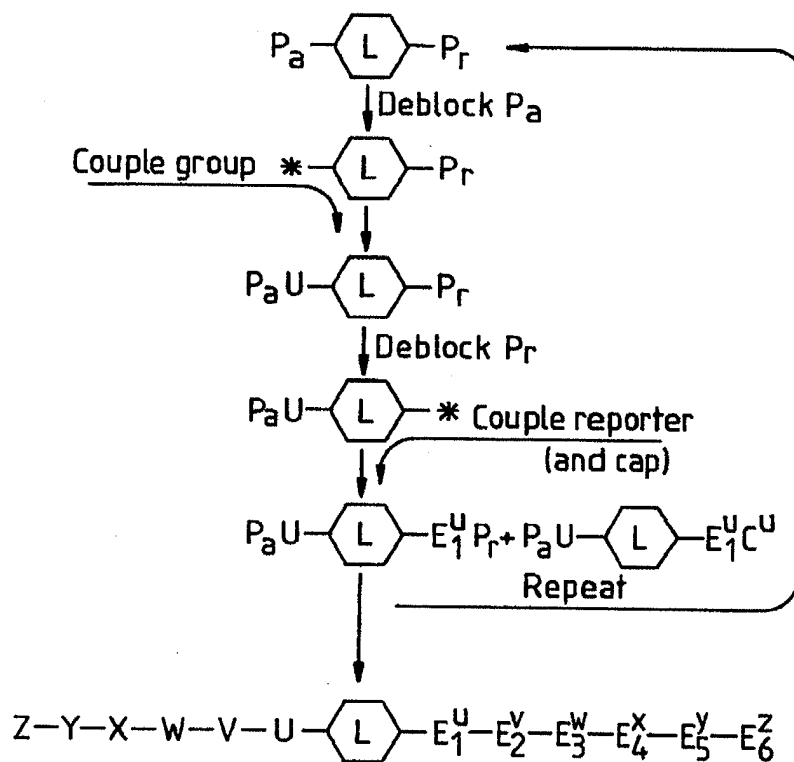 Pa L Pr
Deblock Pa
Couple group * L Pr
PaU L Pr
Deblock Pr
PaU L * Couple reporter
(and cap)
PaU L E₁ᵘPr + PaU L E₁ᵘCᵘ
Repeat
Z—Y—X—W—V—U—L—E₁ᵘ—E₂ᵛ—E₃ʷ—E₄ˣ—E₅ʸ—E₆ᶻ